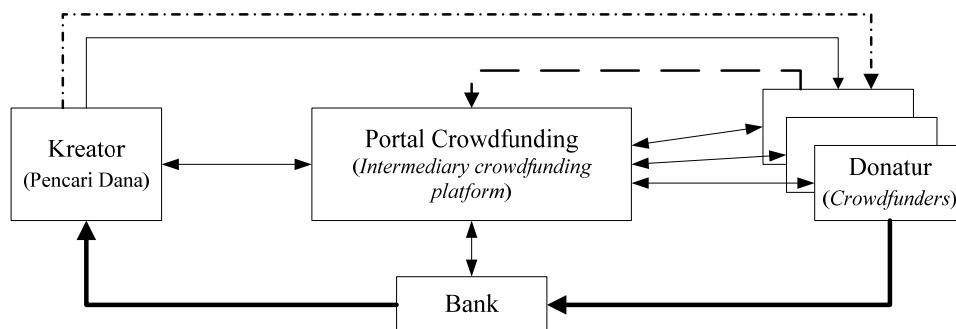 Kreator
(Pencari Dana)
Portal Crowdfunding
(Intermediary crowdfunding
platform)
Donatur
(Crowdfunders)
Bank